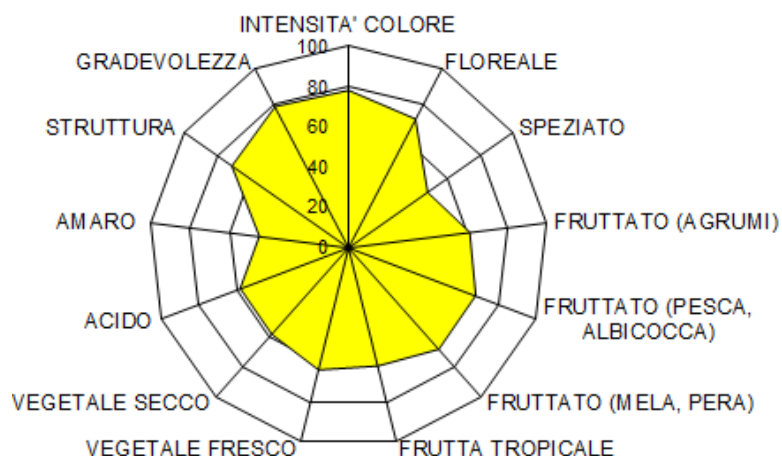 INTENSITA' COLORE
FLOREALE
SPEZIATO
FRUTTATO (AGRUMI)
FRUTTATO (PESCA,
ALBICOCCA)
FRUTTATO (MELA, PERA)
FRUTTA TROPICALE
VEGETALE FRESCO
VEGETALE SECCO
ACIDO
AMARO
STRUTTURA
GRADEVOLEZZA
100
80
60
40
20
0